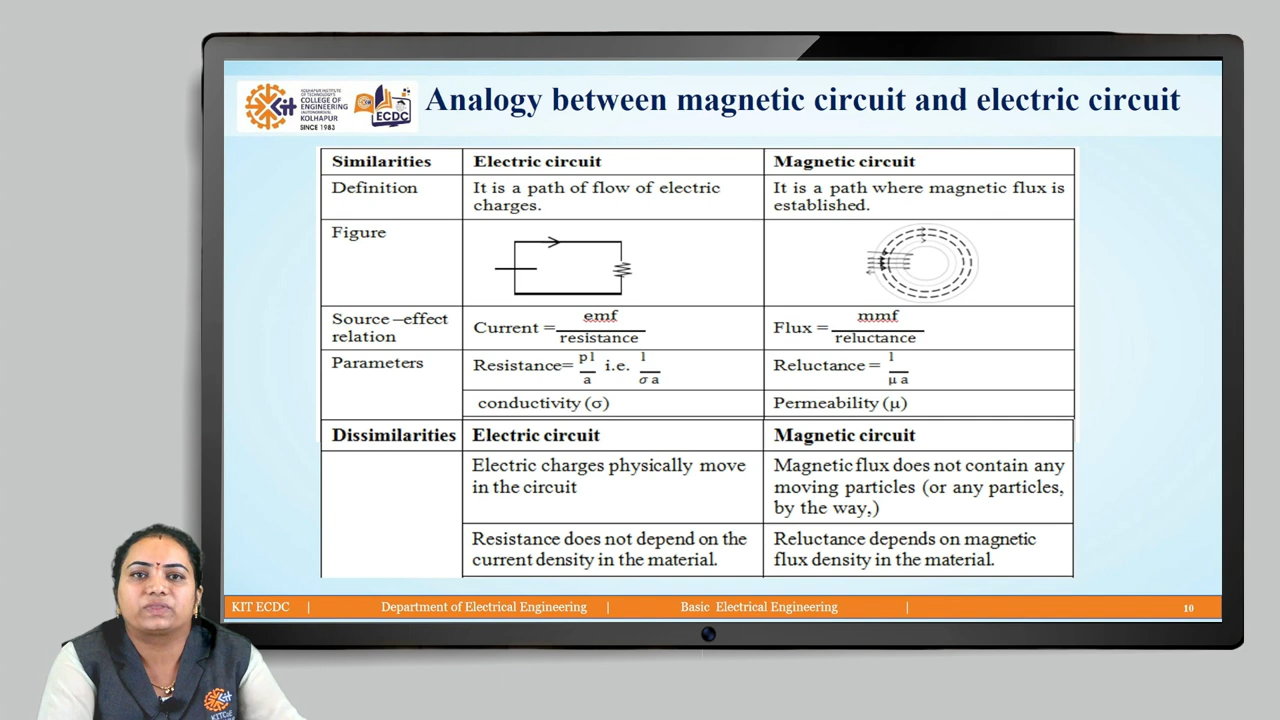 KOLHAPUR INSTITUTE
OF TECHNOLOGY'S
COLLEGE OF
ENGINEERING
(AUTONOMOUS)
KOLHAPUR
SINCE 1983
Kit
ECDC
Analogy between magnetic circuit and electric circuit
Similarities Electric circuit Magnetic circuit
Definition It is a path of flow of electric charges. It is a path where magnetic flux is established.
Figure
Source –effect relation Current = emf / resistance Flux = mmf / reluctance
Parameters Resistance= pl / a i.e. l / σ a Reluctance = l / μ a
conductivity (σ) Permeability (μ)
Dissimilarities Electric circuit Magnetic circuit
Electric charges physically move in the circuit Magnetic flux does not contain any moving particles (or any particles, by the way,)
Resistance does not depend on the current density in the material. Reluctance depends on magnetic flux density in the material.
KIT ECDC | Department of Electrical Engineering | Basic Electrical Engineering | 10